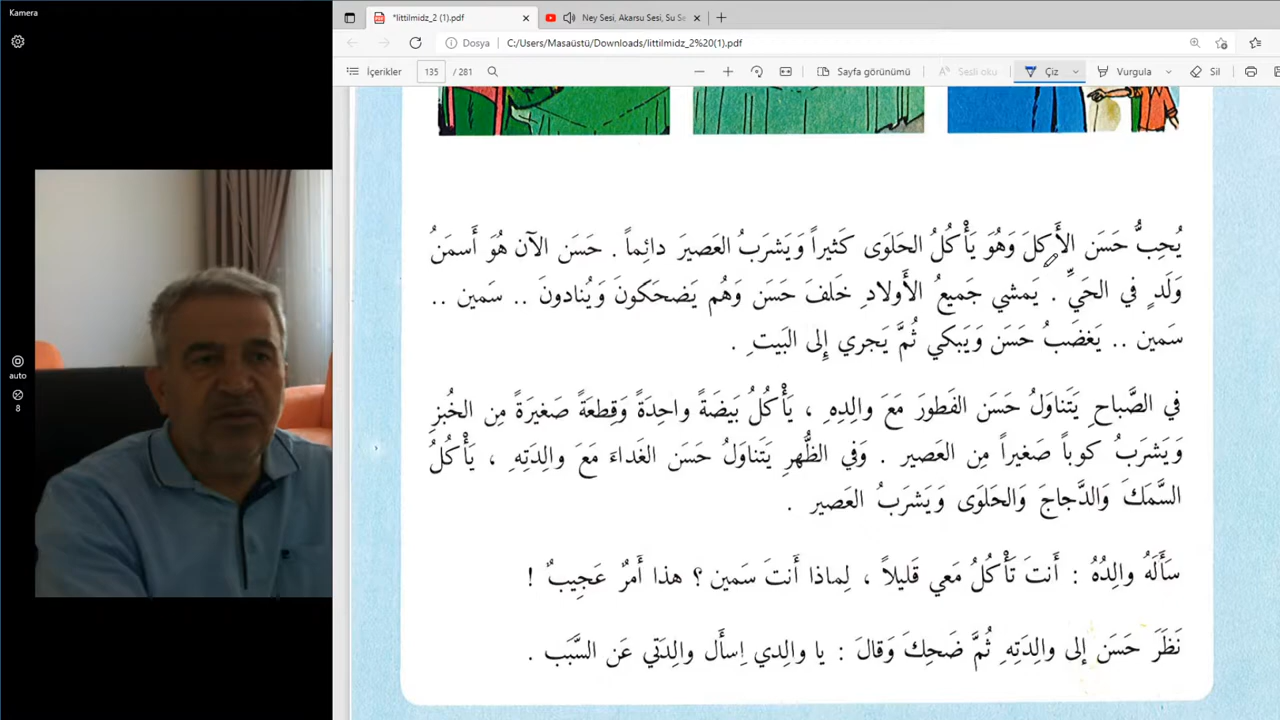 Kamera
*littilmidz_2 (1).pdf
Ney Sesi, Akarsu Sesi, Su Se
Dosya
C:/Users/Masaüstü/Downloads/littilmidz_2%20(1).pdf
İçerikler
135 / 281
Sayfa görünümü
Sesli oku
Çiz
Vurgula
Sil
auto
8
يُحِبُّ حَسَن الأَكلَ وَهُوَ يَأْكُلُ الحَلوَى كَثيراً وَيَشرَبُ العَصيرَ دائِماً . حَسَن الآن هُوَ أَسمَنُ
وَلَدٍ في الحَيِّ . يَمشي جَميعُ الأَولادِ خَلفَ حَسَن وَهُم يَضحَكونَ وَيُنادونَ .. سَمين ..
سَمين .. يَغضَبُ حَسَن وَيَبكي ثُمَّ يَجري إِلى البَيتِ .
في الصَّباحِ يَتَناوَلُ حَسَن الفَطورَ مَعَ والِدِهِ ، يَأْكُلُ بَيضَةً واحِدَةً وَقِطعَةً صَغيرَةً مِن الخُبزِ
وَيَشرَبُ كوباً صَغيراً مِن العَصير . وَفي الظُّهرِ يَتَناوَلُ حَسَن الغَداءَ مَعَ والِدَتِهِ ، يَأْكُلُ
السَّمَكَ وَالدَّجاجَ وَالحَلوَى وَيَشرَبُ العَصير .
سَأَلَهُ والِدُهُ : أَنتَ تَأْكُلُ مَعي قَليلاً ، لِماذا أَنتَ سَمين ؟ هذا أَمرٌ عَجِيبٌ !
نَظَرَ حَسَن إلى والِدَتِهِ ثُمَّ ضَحِكَ وَقالَ : يا والِدي اِسأَل والِدَتي عَن السَّبَب .